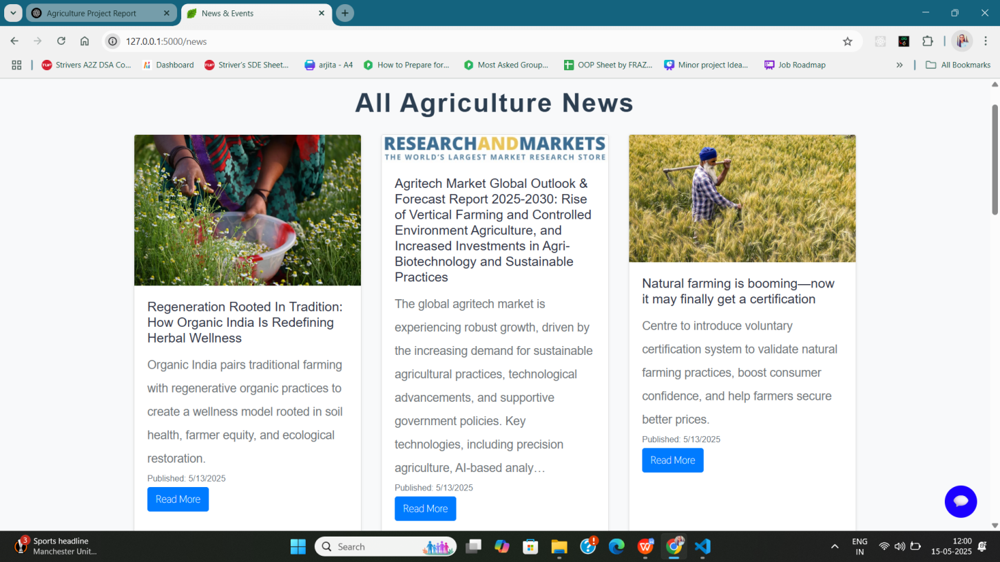 Agriculture Project Report
News & Events
127.0.0.1:5000/news
Strivers A2Z DSA Co...
Dashboard
Striver's SDE Sheet...
arjita - A4
How to Prepare for...
Most Asked Group...
OOP Sheet by FRAZ...
Minor project Idea...
Job Roadmap
All Bookmarks
All Agriculture News
Regeneration Rooted In Tradition:
How Organic India Is Redefining
Herbal Wellness
Organic India pairs traditional farming
with regenerative organic practices to
create a wellness model rooted in soil
health, farmer equity, and ecological
restoration.
Published: 5/13/2025
Read More
RESEARCHANDMARKETS
THE WORLD'S LARGEST MARKET RESEARCH STORE
Agritech Market Global Outlook &
Forecast Report 2025-2030: Rise
of Vertical Farming and Controlled
Environment Agriculture, and
Increased Investments in Agri-
Biotechnology and Sustainable
Practices
The global agritech market is
experiencing robust growth, driven by
the increasing demand for sustainable
agricultural practices, technological
advancements, and supportive
government policies. Key
technologies, including precision
agriculture, AI-based analy…
Published: 5/13/2025
Read More
Natural farming is booming—now
it may finally get a certification
Centre to introduce voluntary
certification system to validate natural
farming practices, boost consumer
confidence, and help farmers secure
better prices.
Published: 5/13/2025
Read More
3
Sports headline
Manchester Unit...
Search
ENG
IN
12:00
15-05-2025